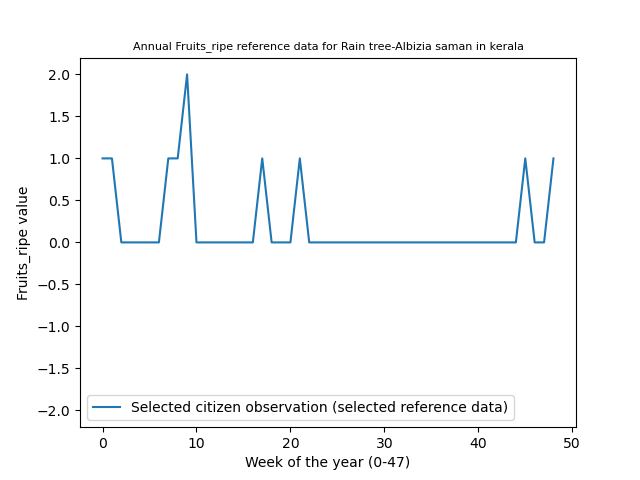 Annual Fruits_ripe reference data for Rain tree-Albizia saman in kerala
2.0
1.5
1.0
0.5
0.0
−0.5
−1.0
−1.5
−2.0
Fruits_ripe value
Selected citizen observation (selected reference data)
0 10 20 30 40 50
Week of the year (0-47)